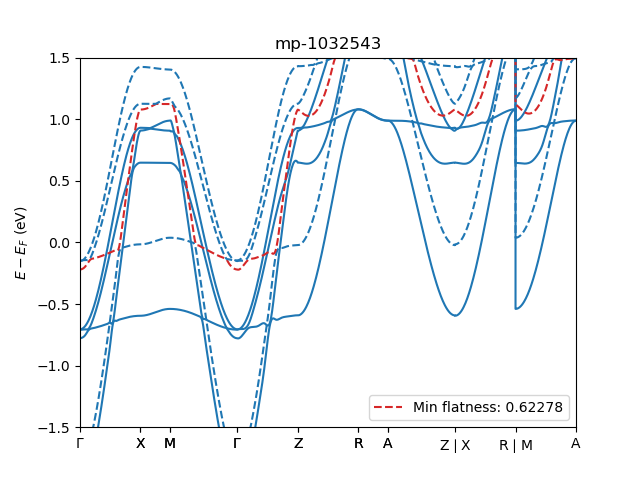 mp-1032543
1.5
1.0
0.5
0.0
−0.5
−1.0
−1.5
E − E_F (eV)
Min flatness: 0.62278
Γ X M Γ Z R A Z | X R | M A